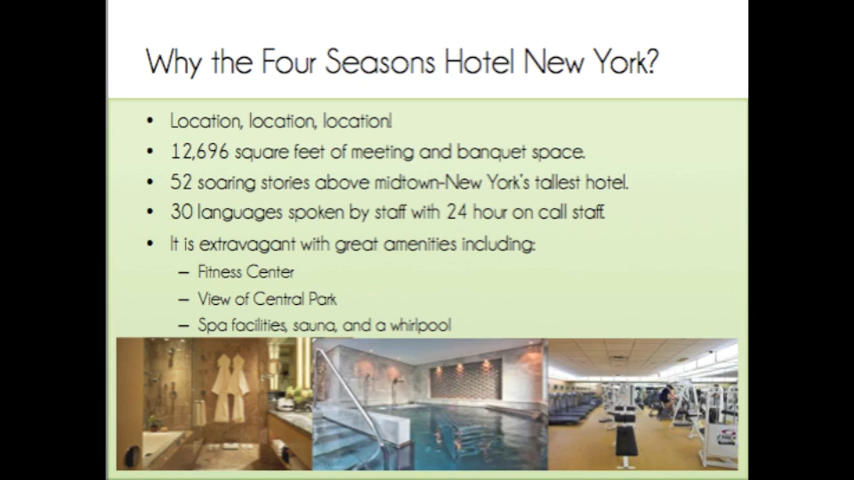 Why the Four Seasons Hotel New York?
• Location, location, location!
• 12,696 square feet of meeting and banquet space.
• 52 soaring stories above midtown-New York's tallest hotel.
• 30 languages spoken by staff with 24 hour on call staff.
• It is extravagant with great amenities including:
– Fitness Center
– View of Central Park
– Spa facilities, sauna, and a whirlpool